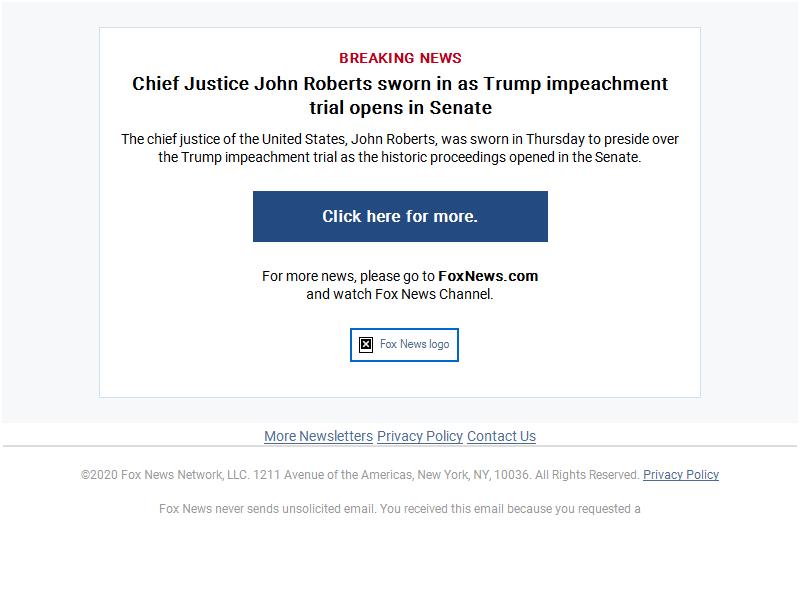 BREAKING NEWS
Chief Justice John Roberts sworn in as Trump impeachment
trial opens in Senate
The chief justice of the United States, John Roberts, was sworn in Thursday to preside over
the Trump impeachment trial as the historic proceedings opened in the Senate.
Click here for more.
For more news, please go to FoxNews.com
and watch Fox News Channel.
Fox News logo
More Newsletters Privacy Policy Contact Us
©2020 Fox News Network, LLC. 1211 Avenue of the Americas, New York, NY, 10036. All Rights Reserved. Privacy Policy
Fox News never sends unsolicited email. You received this email because you requested a